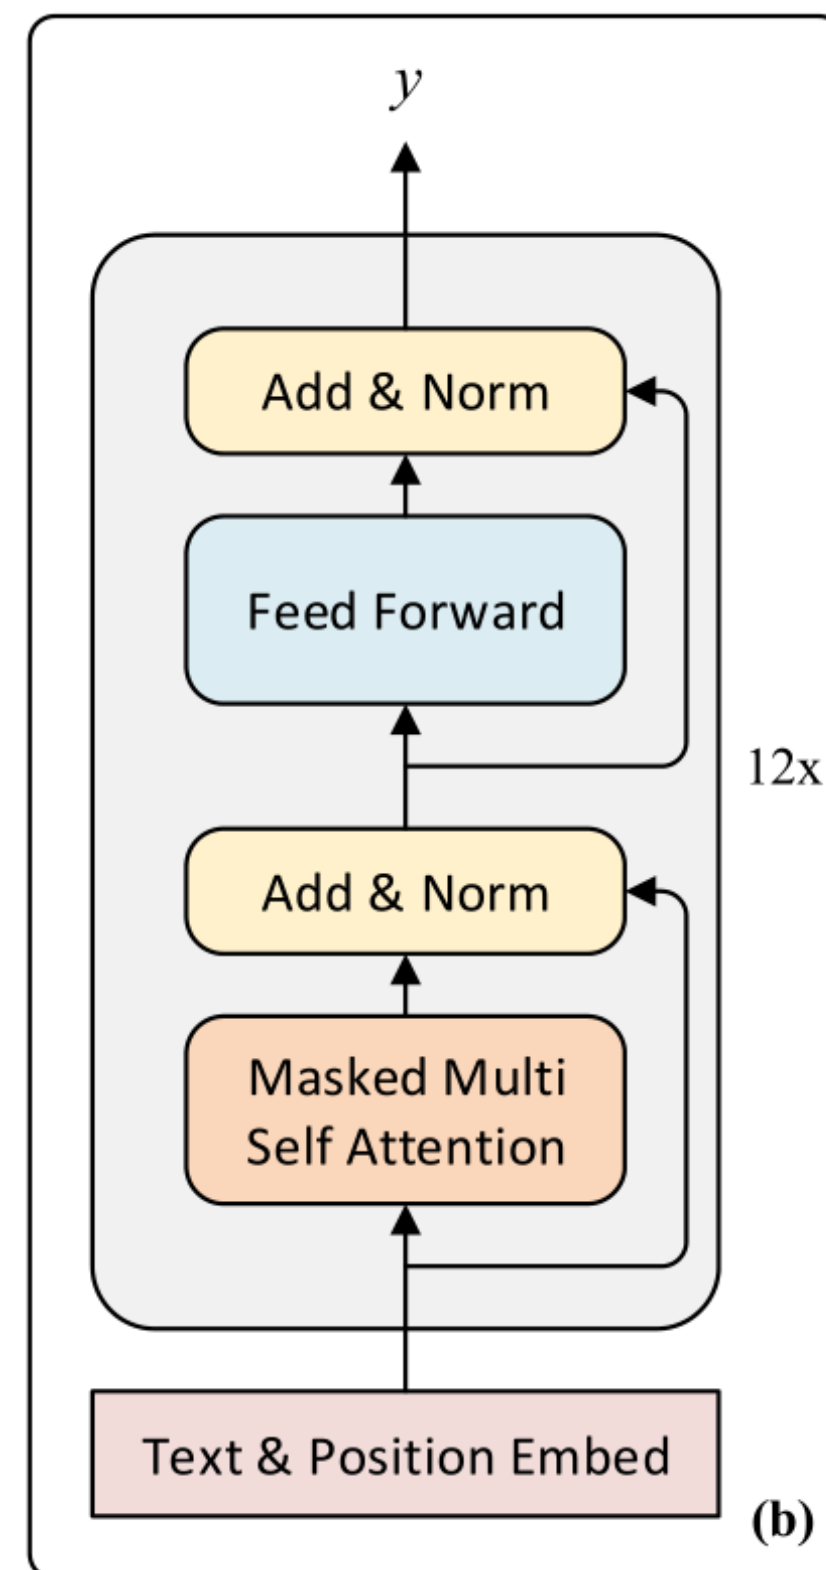 y
Add & Norm
Feed Forward
12x
Add & Norm
Masked Multi
Self Attention
Text & Position Embed
(b)